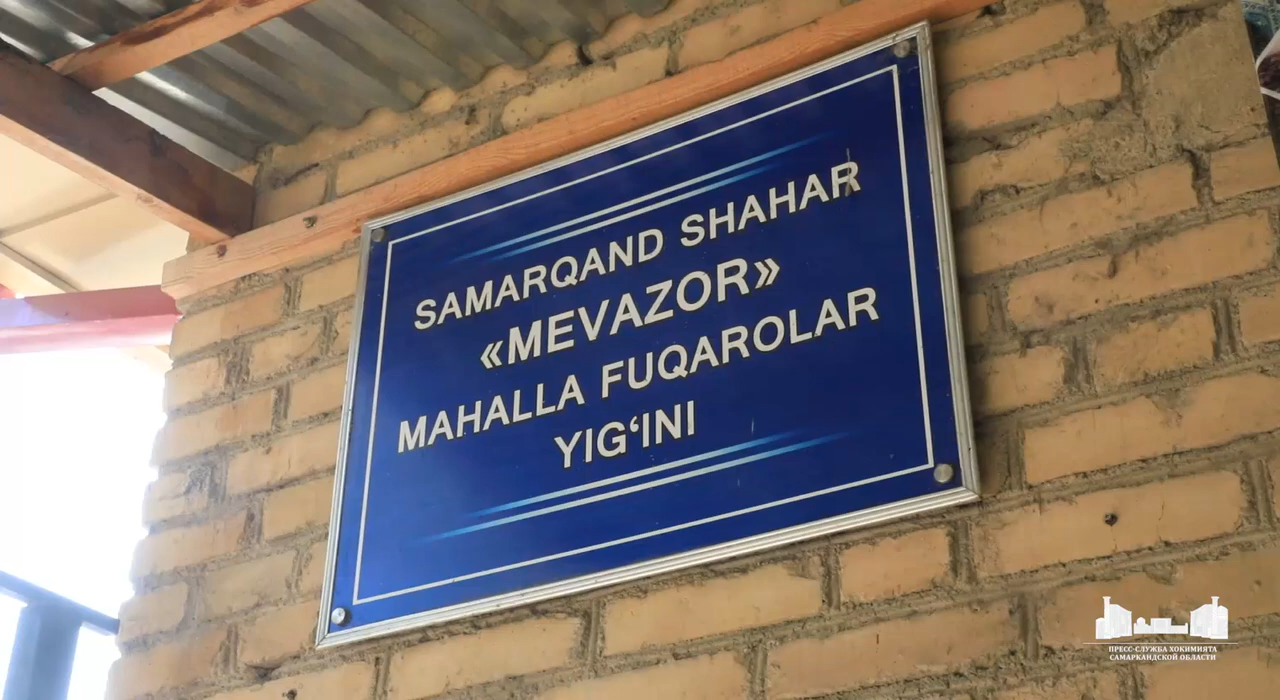 SAMARQAND SHAHAR
«MEVAZOR»
MAHALLA FUQAROLAR
YIG‘INI
ПРЕСС-СЛУЖБА ХОКИМИЯТА
САМАРКАНДСКОЙ ОБЛАСТИ